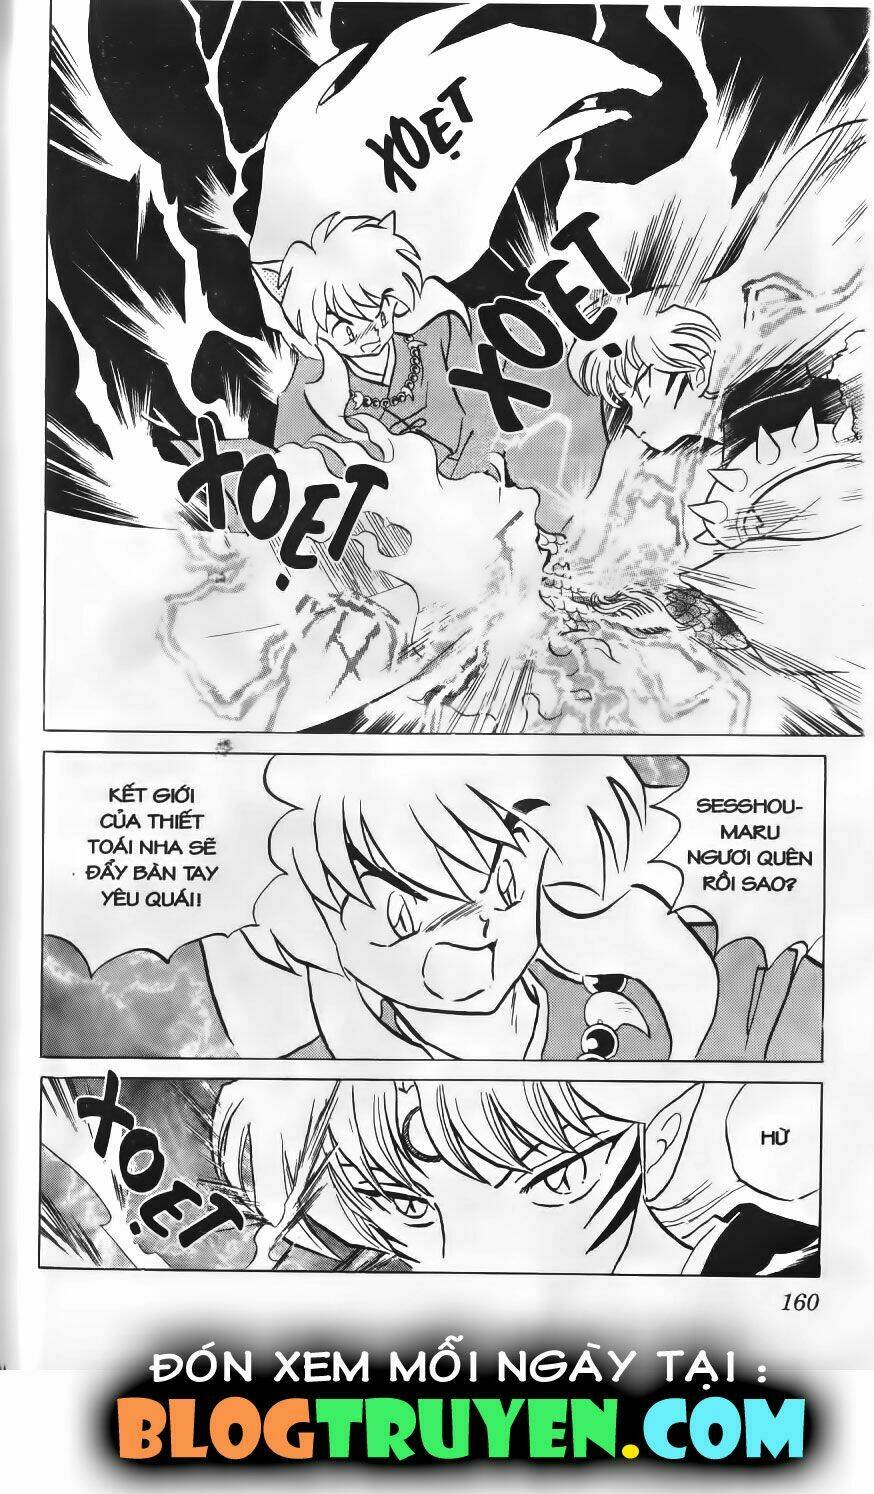 XOẸT
XOẸT
XOẸT
SESSHOU-
MARU
NGƯƠI QUÊN
RỒI SAO?
KẾT GIỚI
CỦA THIẾT
TOÁI NHA SẼ
ĐẨY BÀN TAY
YÊU QUÁI!
HỪ
XOẸT
160
ĐÓN XEM MỖI NGÀY TẠI :
BLOGTRUYEN.COM